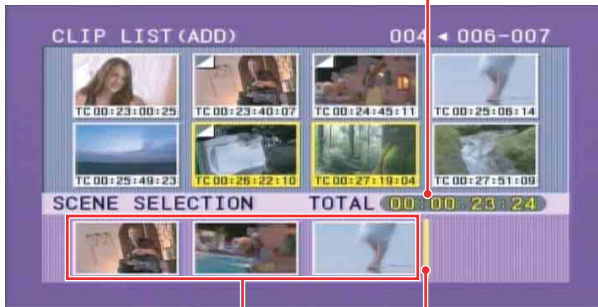 CLIP LIST(ADD) 004 ◄ 006-007
TC 00:23:00:25 TC 00:23:40:07 TC 00:24:45:11 TC 00:25:06:14
TC 00:25:49:23 TC 00:26:22:10 TC 00:27:19:04 TC 00:27:51:09
SCENE SELECTION TOTAL 00:00:23:24